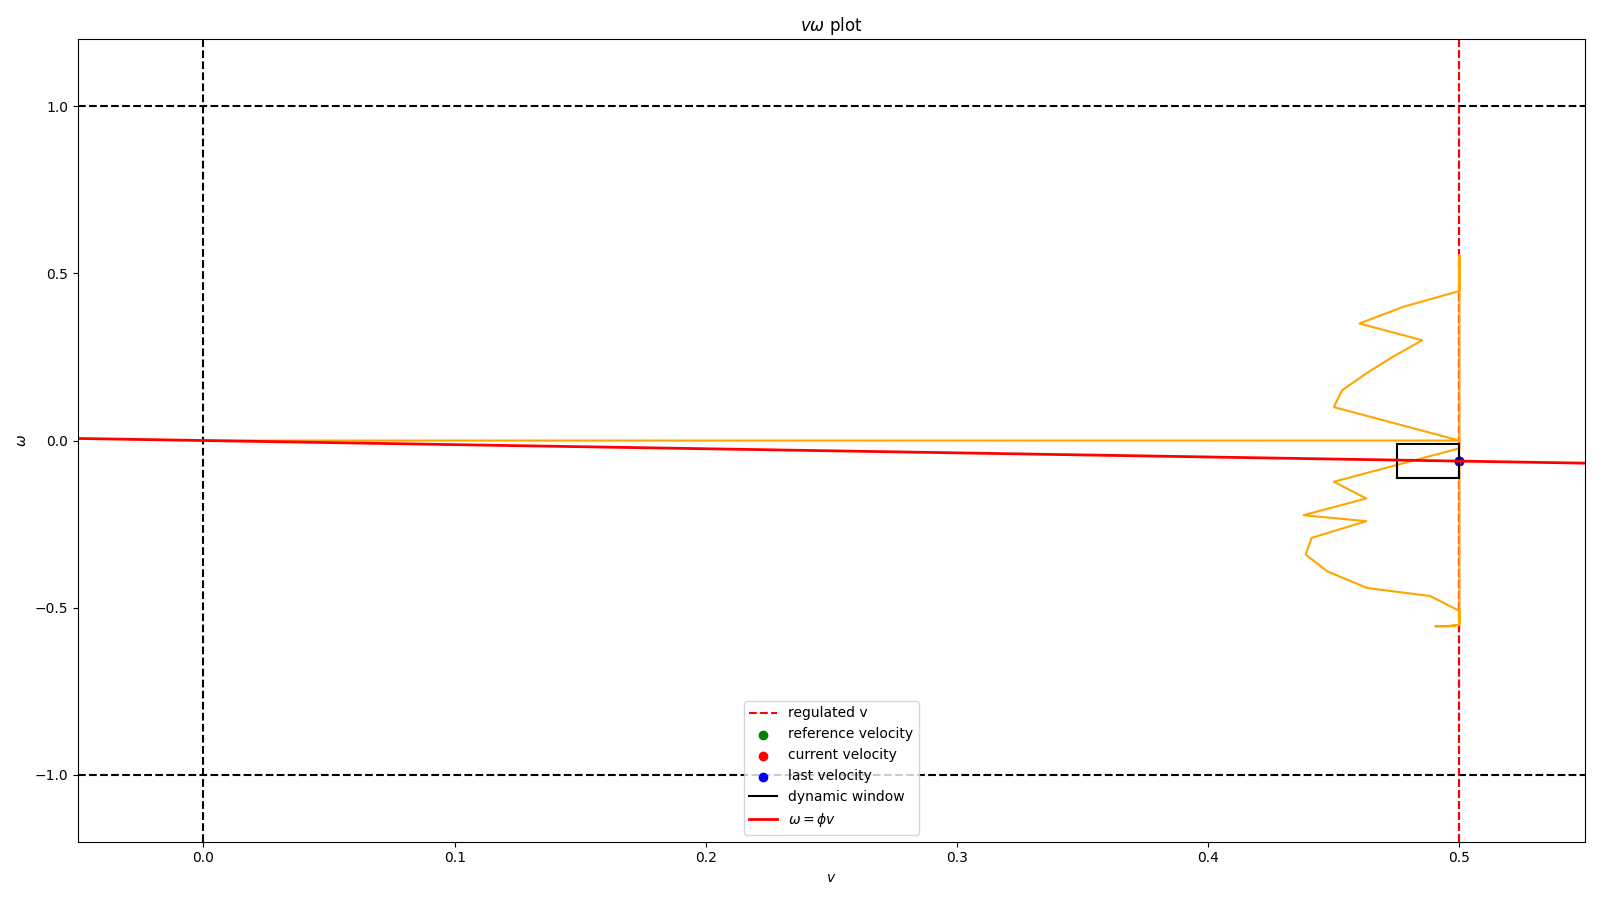 vω plot
1.0
0.5
0.0
−0.5
−1.0
ω
regulated v
reference velocity
current velocity
last velocity
dynamic window
ω = ϕv
0.0 0.1 0.2 0.3 0.4 0.5
v